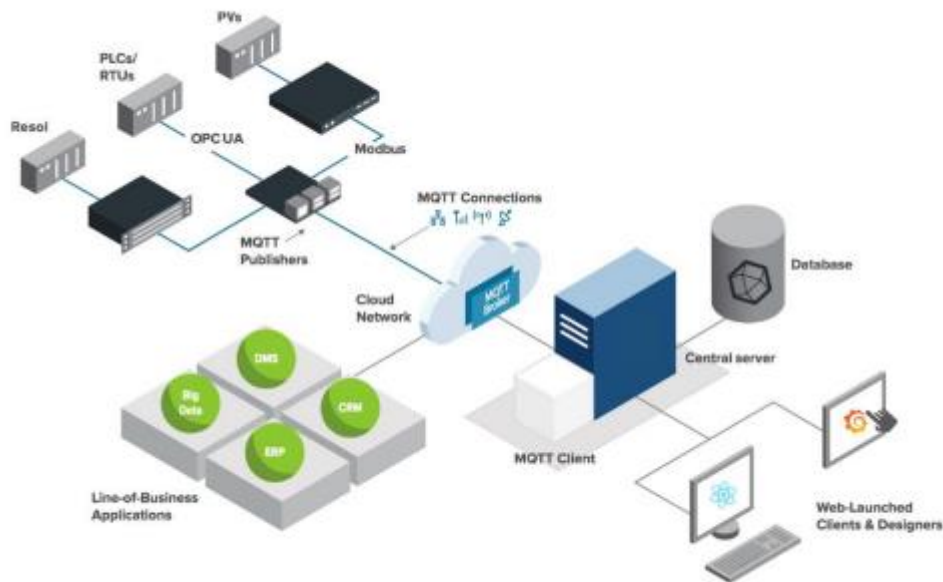 PVs
PLCs/
RTUs
Resol
OPC UA
Modbus
MQTT Connections
MQTT
Publishers
Cloud
Network
MQTT
Broker
Database
Central server
DMS
Big
Data
CRM
ERP
MQTT Client
Line-of-Business
Applications
Web-Launched
Clients & Designers